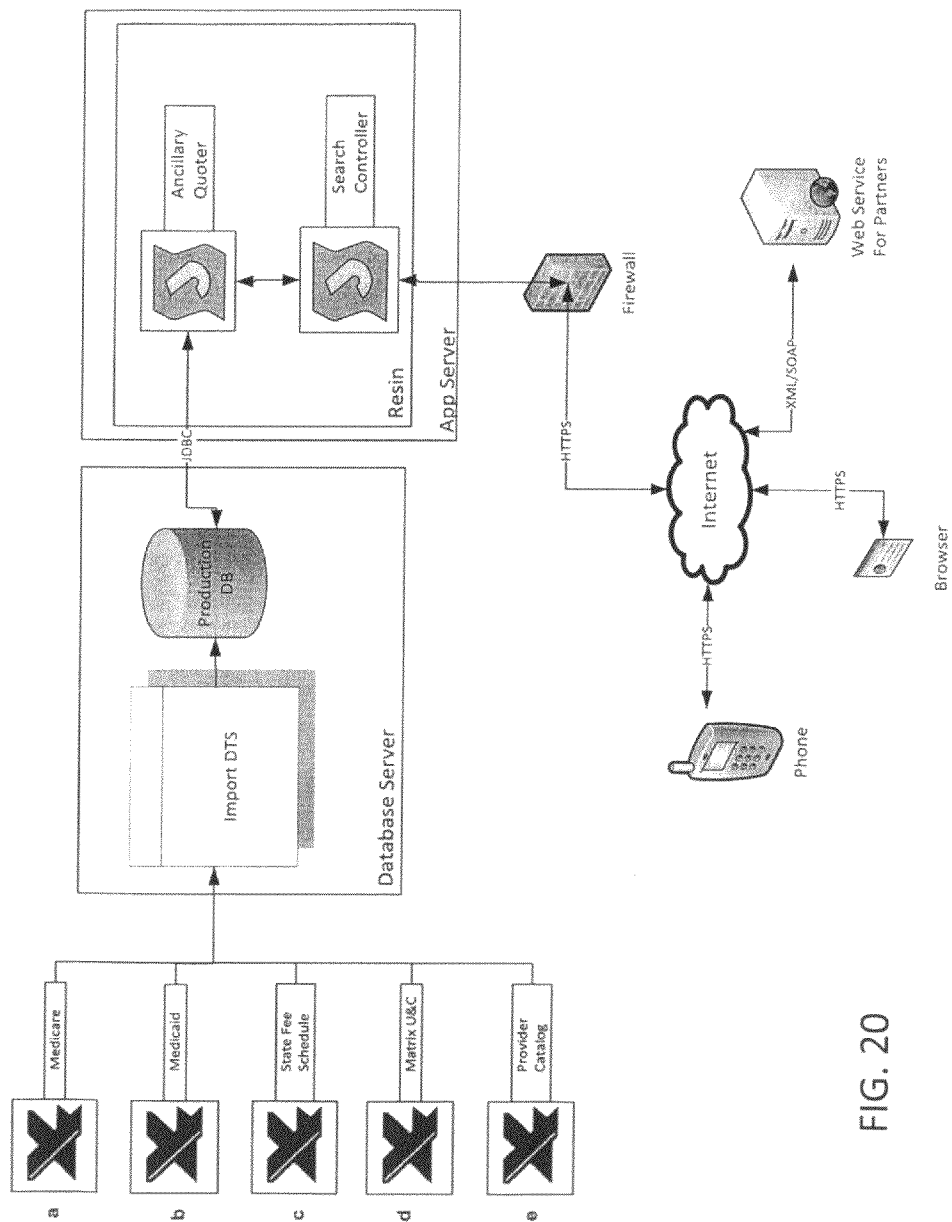 a
Medicare
b
Medicaid
c
State Fee
Schedule
d
Matrix U&C
e
Provider
Catalog
Import DTS
Production
DB
Database Server
JDBC
Ancillary
Quoter
Search
Controller
Resin
App Server
Firewall
HTTPS
Internet
HTTPS
Phone
HTTPS
Browser
XML/SOAP
Web Service
For Partners
FIG. 20